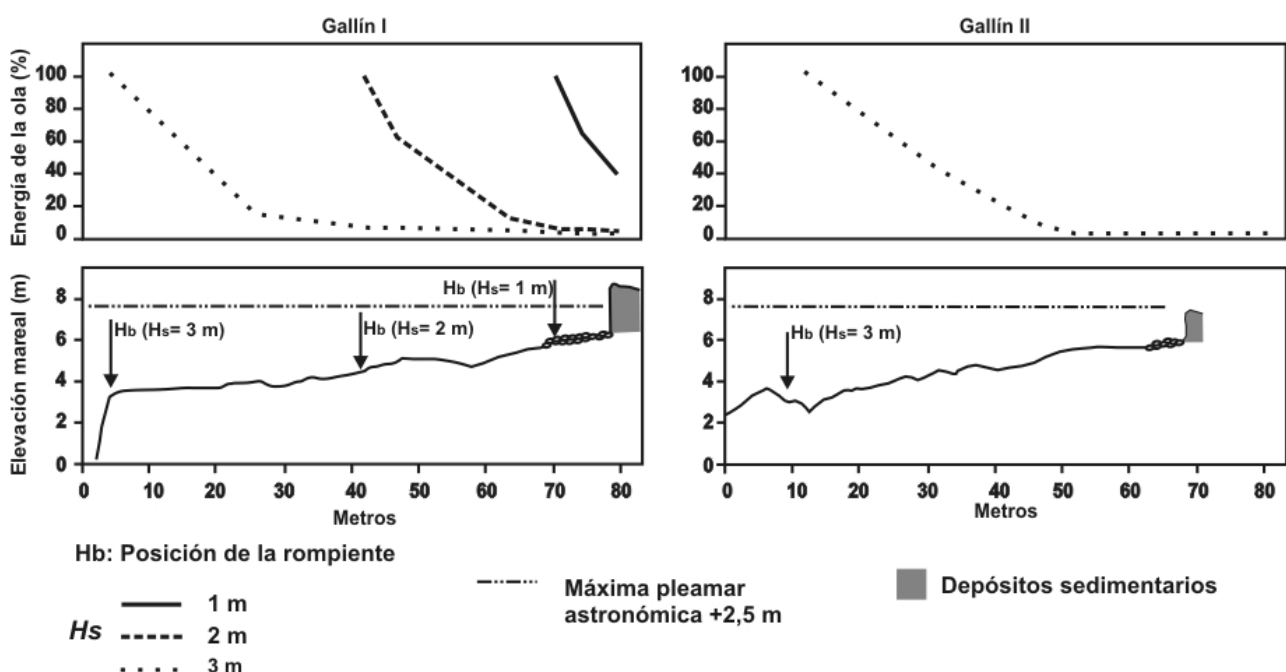 Gallín I
Gallín II
Energía de la ola (%)
100
80
60
40
20
0
100
80
60
40
20
0
Elevación mareal (m)
8
6
4
2
0
Hb (Hs= 3 m)
Hb (Hs= 2 m)
Hb (Hs= 1 m)
0 10 20 30 40 50 60 70 80
Metros
8
6
4
2
0
Hb (Hs= 3 m)
0 10 20 30 40 50 60 70 80
Metros
Hb: Posición de la rompiente
Hs
1 m
2 m
3 m
Máxima pleamar
astronómica +2,5 m
Depósitos sedimentarios